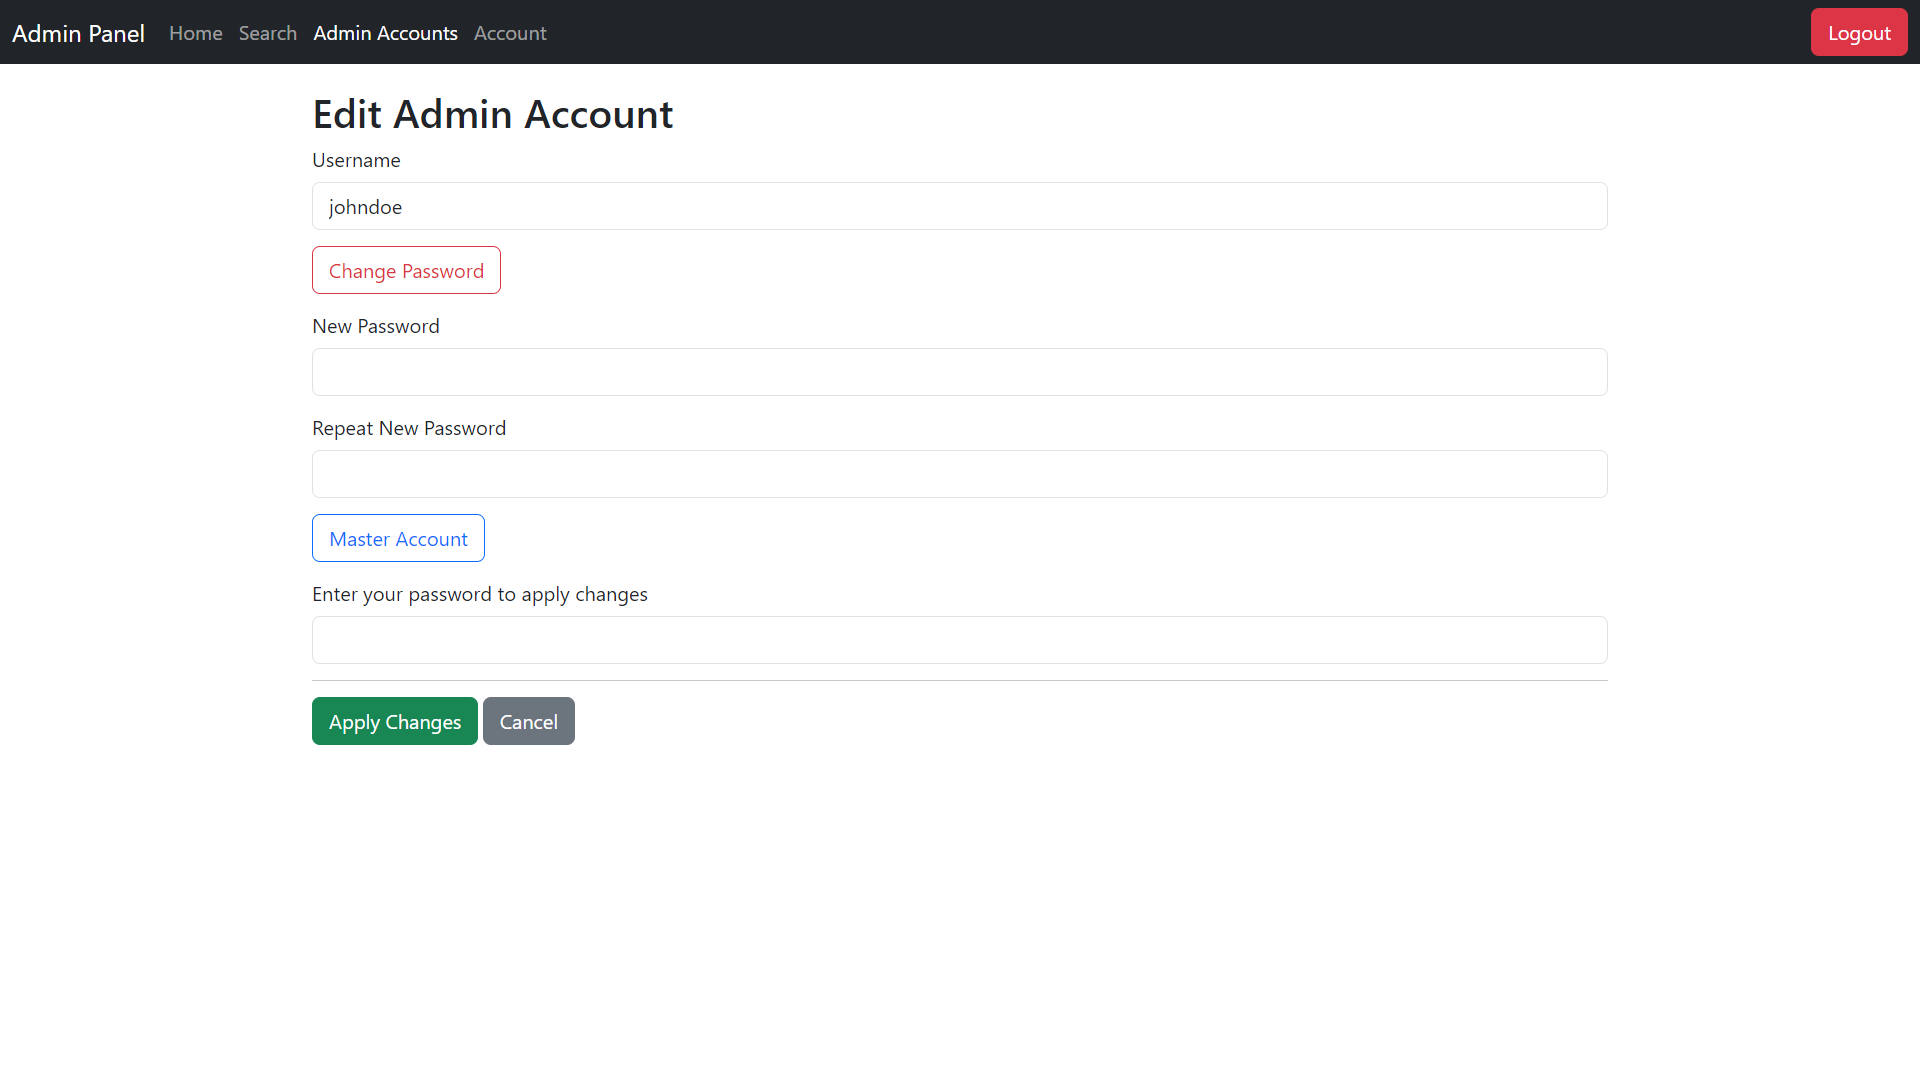 Admin Panel Home Search Admin Accounts Account Logout
Edit Admin Account
Username
johndoe
Change Password
New Password
Repeat New Password
Master Account
Enter your password to apply changes
Apply Changes Cancel